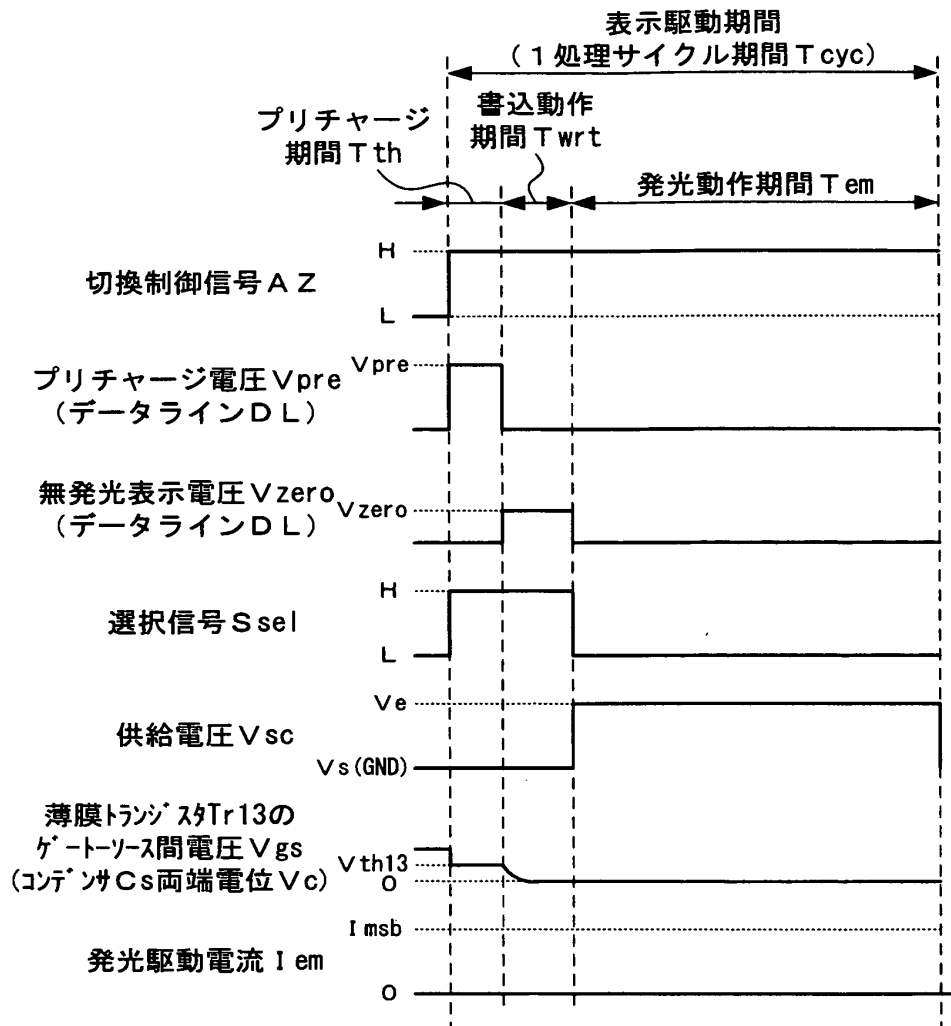 表示駆動期間
(1処理サイクル期間Tcyc)
プリチャージ
期間Tth
書込動作
期間Twrt
発光動作期間Tem
H
切換制御信号AZ
L
Vpre
プリチャージ電圧Vpre
(データラインDL)
無発光表示電圧Vzero
Vzero
(データラインDL)
H
選択信号Ssel
L
Ve
供給電圧Vsc
Vs(GND)
薄膜トランジスタTr13の
ゲートーソース間電圧Vgs
Vth13
(コンデンサCs両端電位Vc)
0
Imsb
発光駆動電流Iem
0